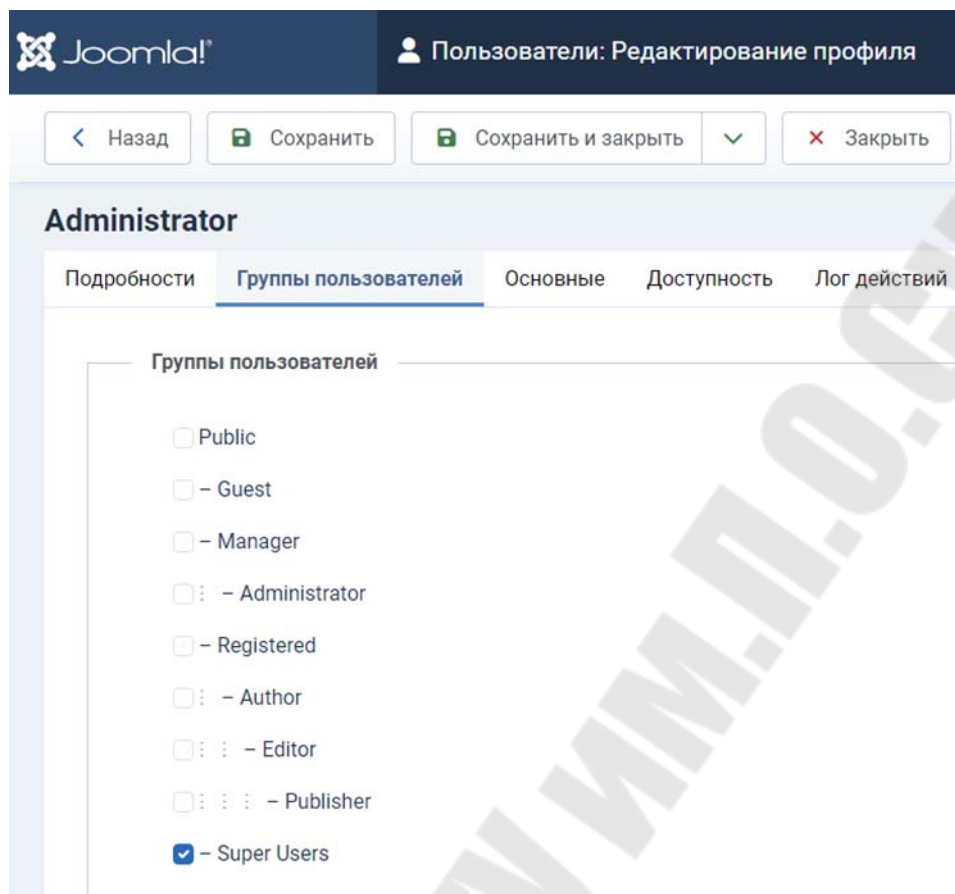 Joomla!®
Пользователи: Редактирование профиля
Назад
Сохранить
Сохранить и закрыть
Закрыть
Administrator
Подробности
Группы пользователей
Основные
Доступность
Лог действий
Группы пользователей
Public
– Guest
– Manager
– Administrator
– Registered
– Author
– Editor
– Publisher
– Super Users
ИМ.П.О.